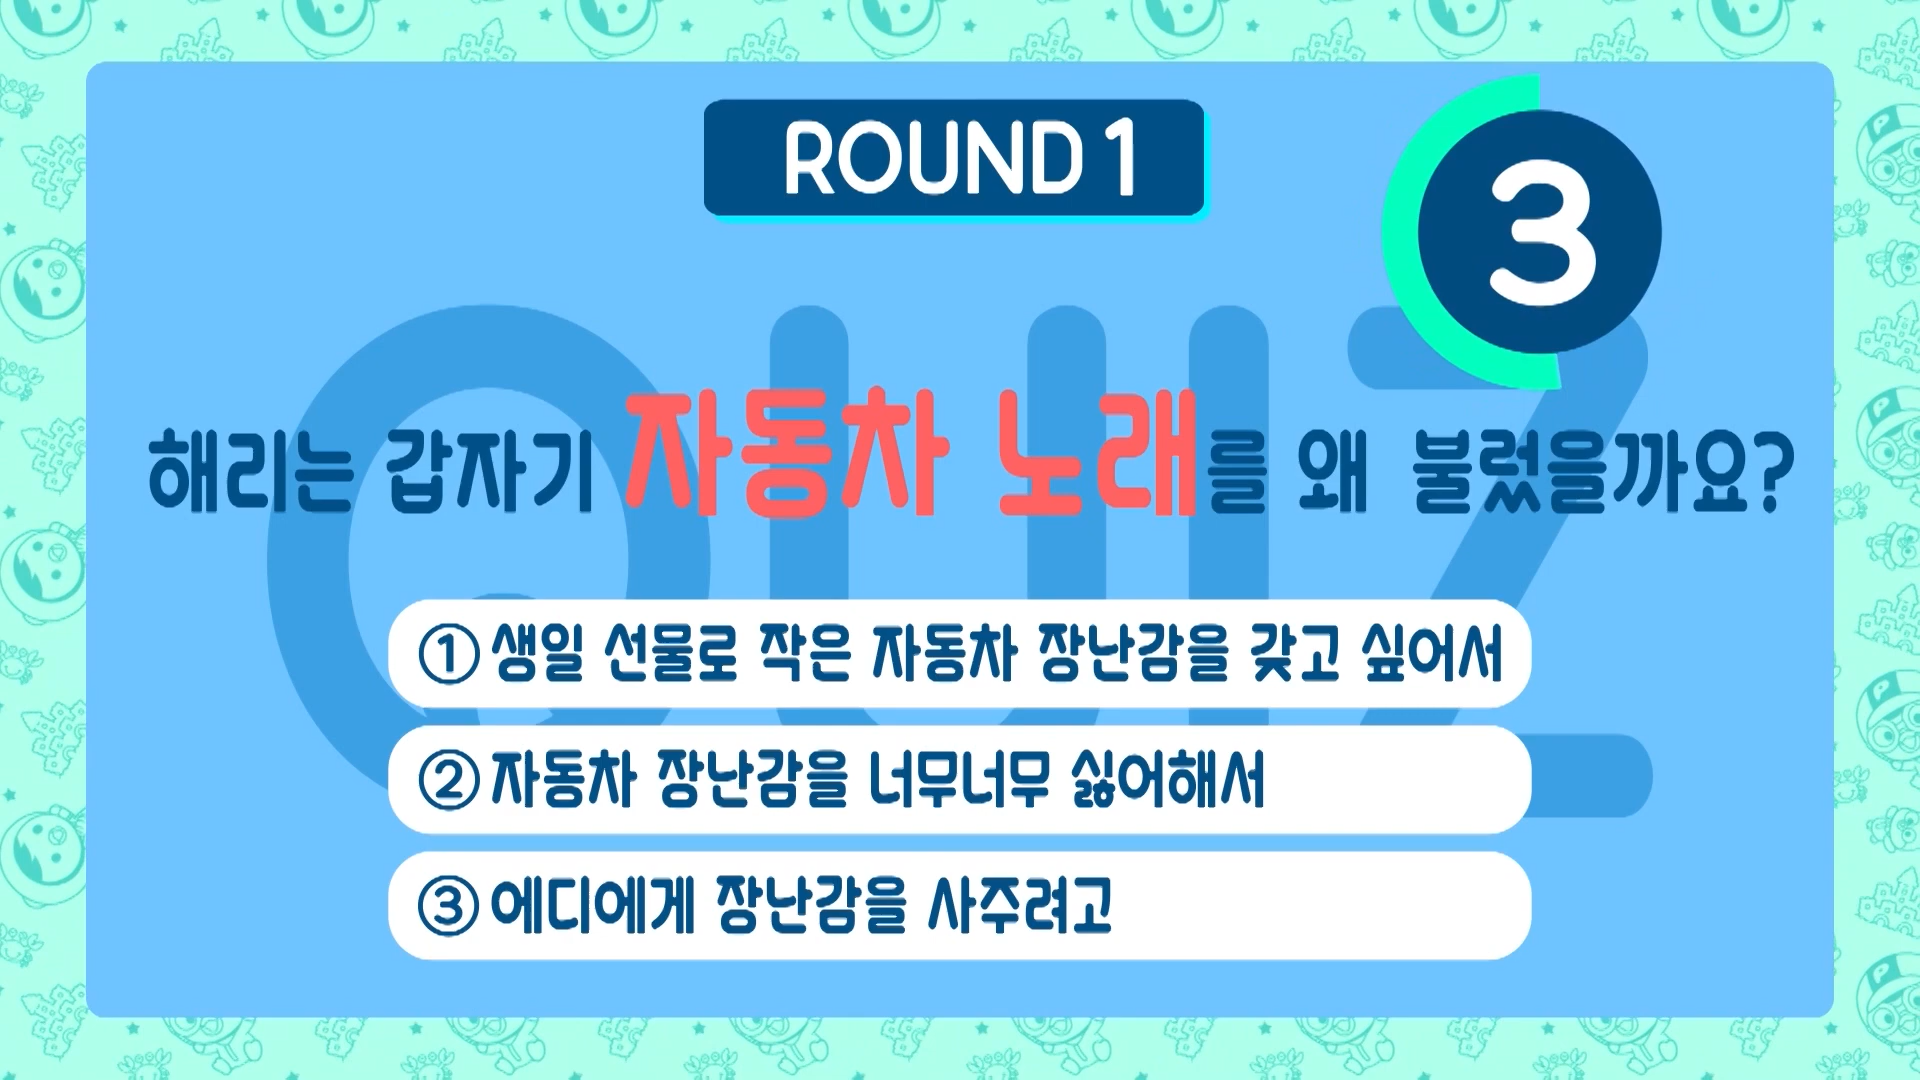 ROUND 1
3
QUIZ
해리는 갑자기 자동차 노래를 왜 불렀을까요?
① 생일 선물로 작은 자동차 장난감을 갖고 싶어서
② 자동차 장난감을 너무너무 싫어해서
③ 에디에게 장난감을 사주려고